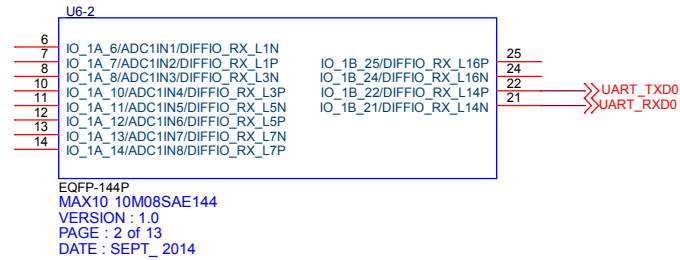 U6-2
6 IO_1A_6/ADC1IN1/DIFFIO_RX_L1N
7 IO_1A_7/ADC1IN2/DIFFIO_RX_L1P
8 IO_1A_8/ADC1IN3/DIFFIO_RX_L3N
10 IO_1A_10/ADC1IN4/DIFFIO_RX_L3P
11 IO_1A_11/ADC1IN5/DIFFIO_RX_L5N
12 IO_1A_12/ADC1IN6/DIFFIO_RX_L5P
13 IO_1A_13/ADC1IN7/DIFFIO_RX_L7N
14 IO_1A_14/ADC1IN8/DIFFIO_RX_L7P
IO_1B_25/DIFFIO_RX_L16P 25
IO_1B_24/DIFFIO_RX_L16N 24
IO_1B_22/DIFFIO_RX_L14P 22 UART_TXD0
IO_1B_21/DIFFIO_RX_L14N 21 UART_RXD0
EQFP-144P
MAX10 10M08SAE144
VERSION : 1.0
PAGE : 2 of 13
DATE : SEPT_ 2014